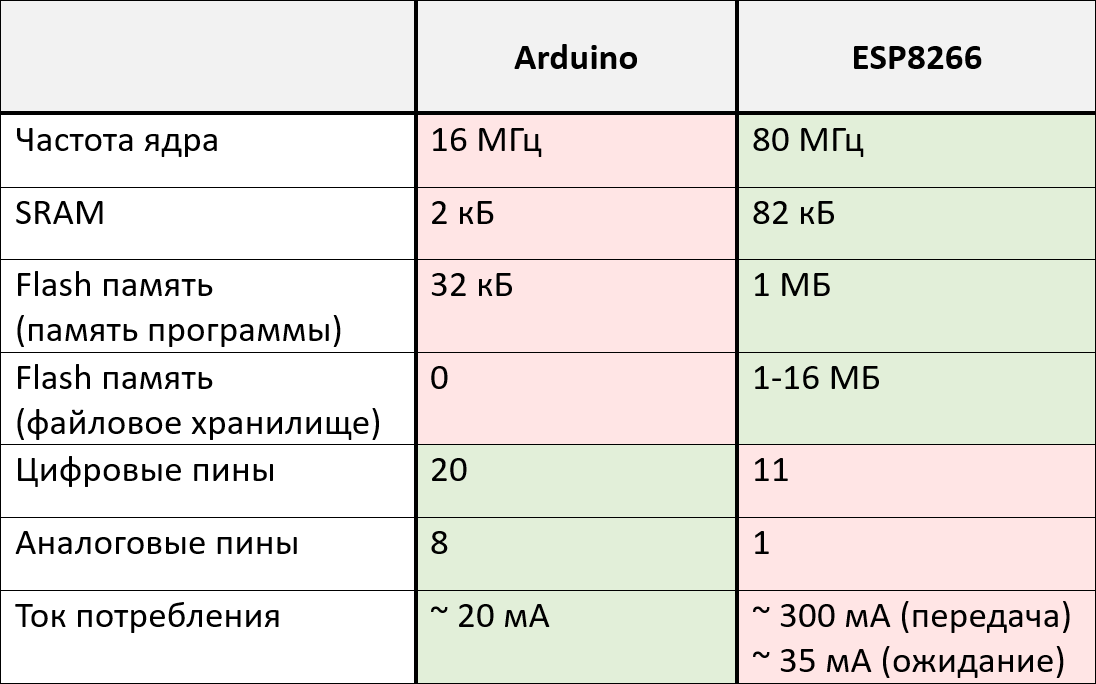 Arduino ESP8266
Частота ядра 16 МГц 80 МГц
SRAM 2 кБ 82 кБ
Flash память 32 кБ 1 МБ
(память программы)
Flash память 0 1-16 МБ
(файловое хранилище)
Цифровые пины 20 11
Аналоговые пины 8 1
Ток потребления ~ 20 мА ~ 300 мА (передача)
~ 35 мА (ожидание)